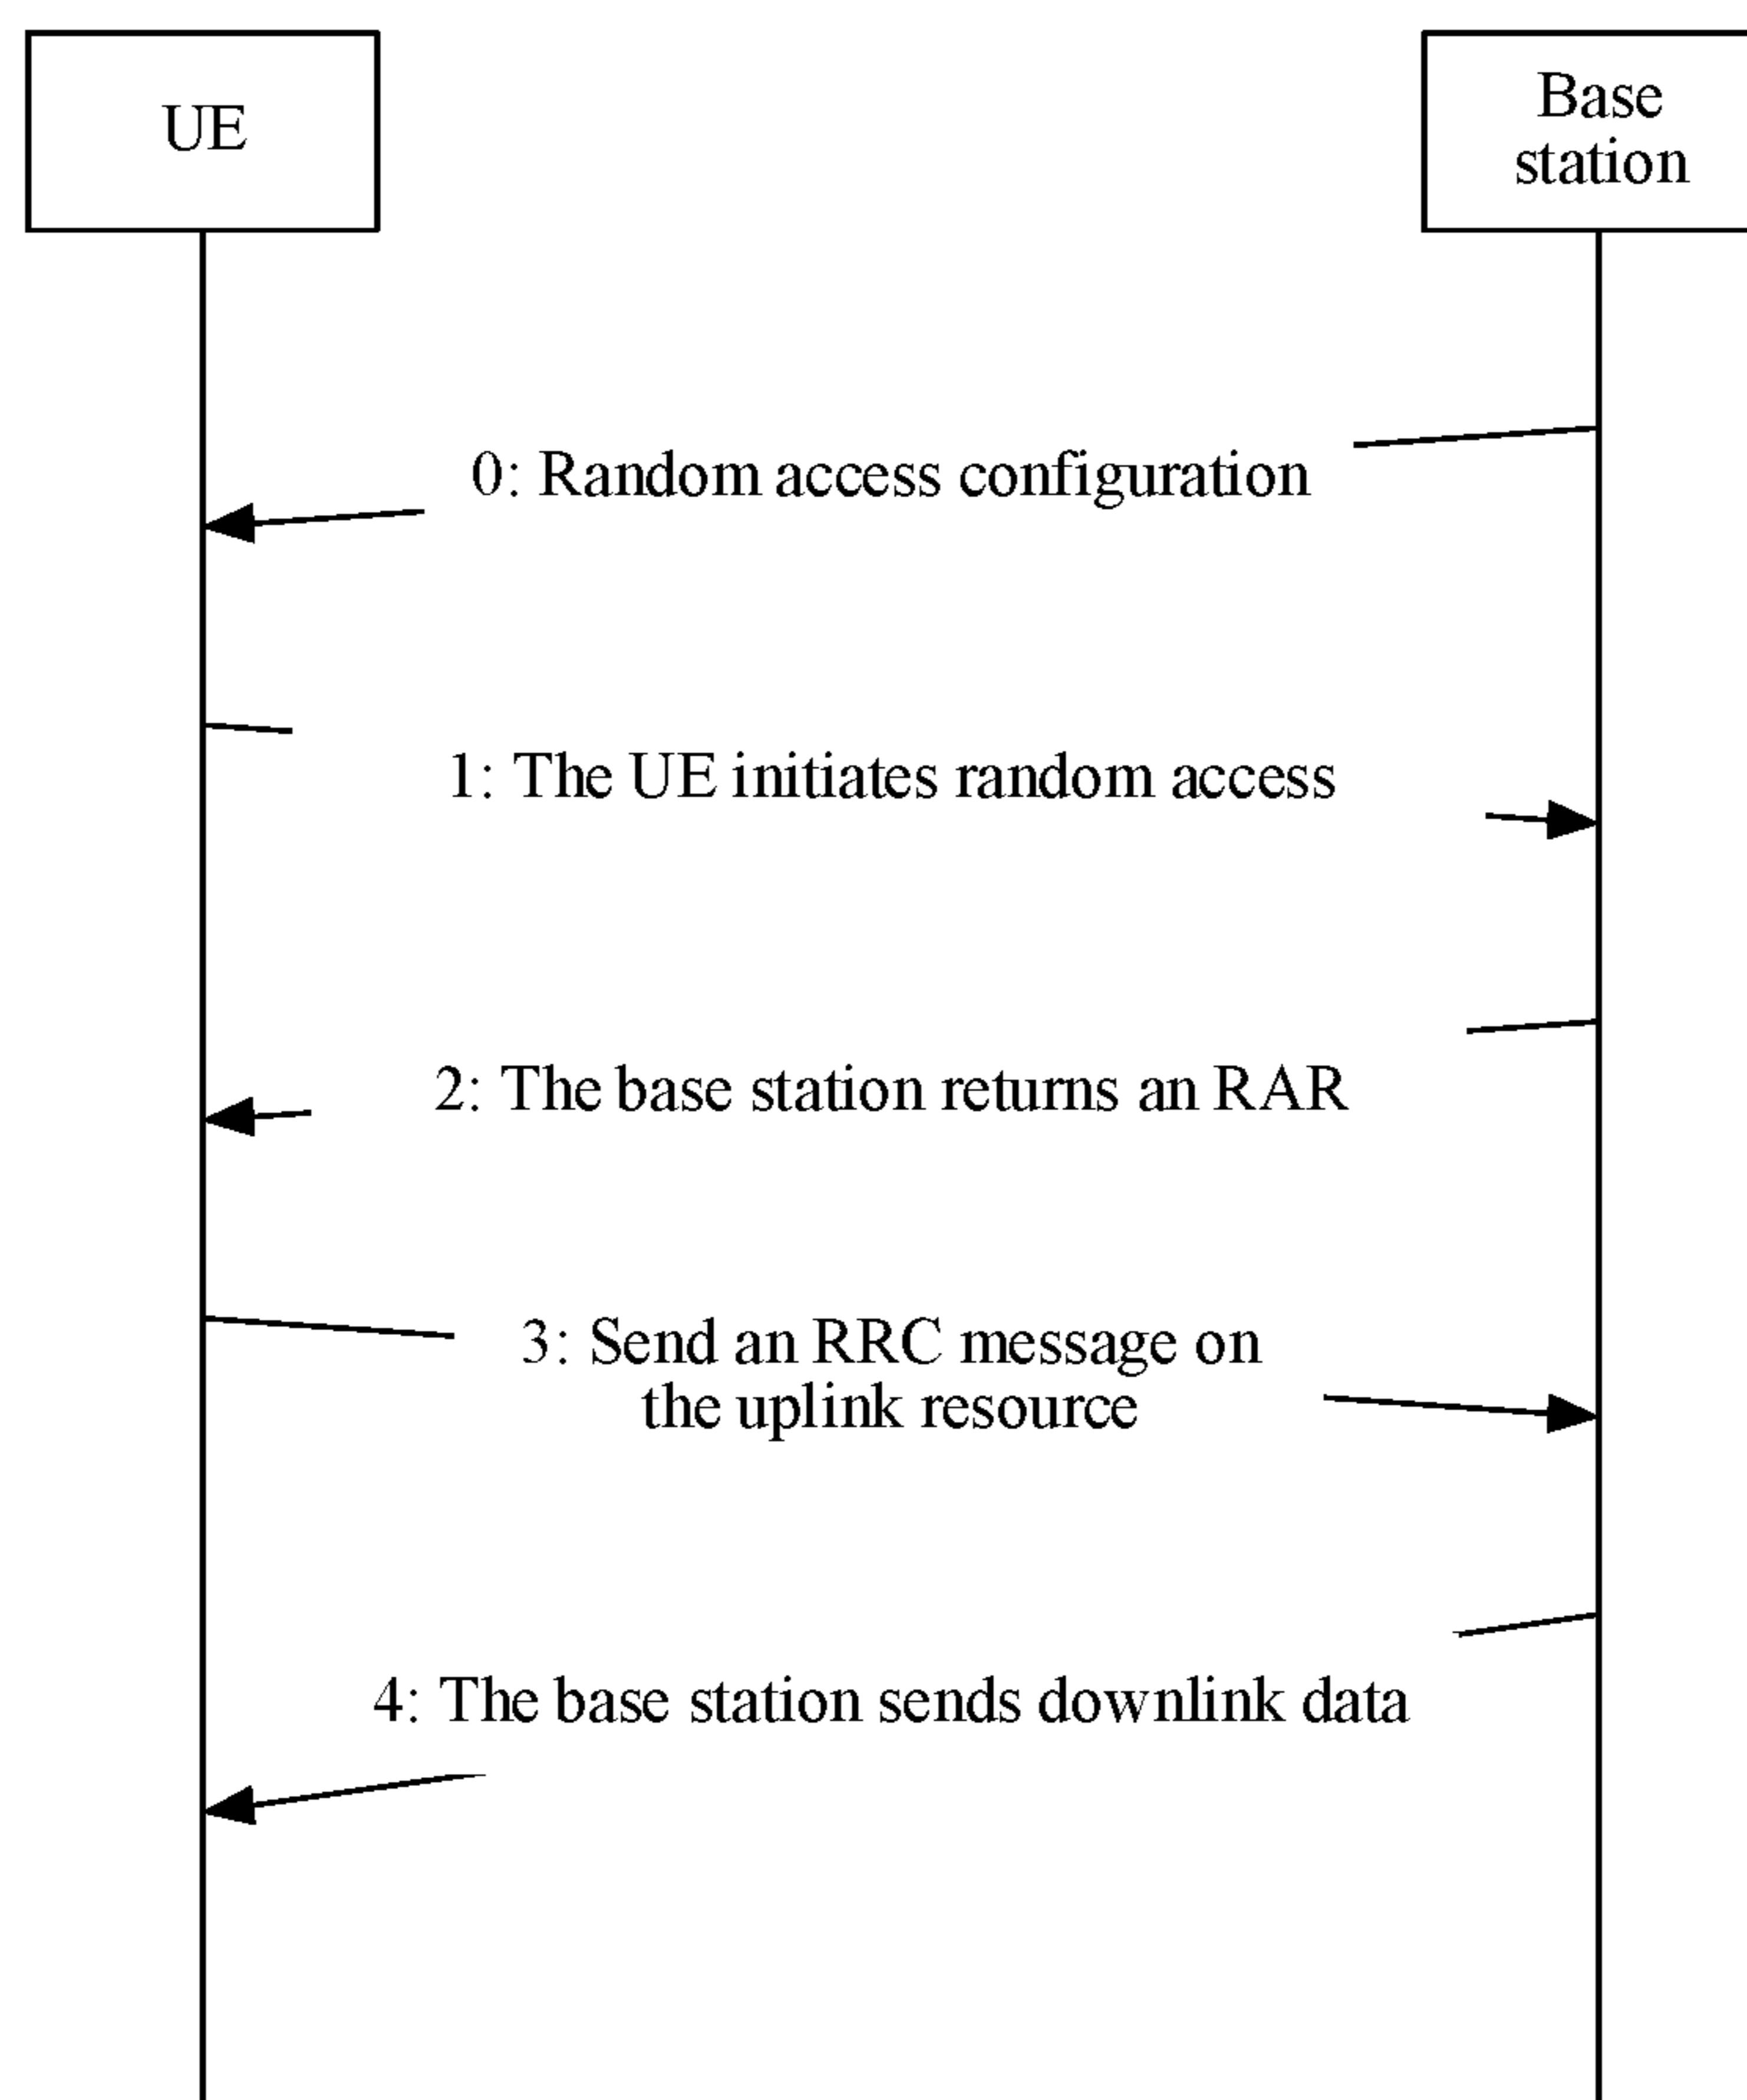 UE
Base
station
0: Random access configuration
1: The UE initiates random access
2: The base station returns an RAR
3: Send an RRC message on
the uplink resource
4: The base station sends downlink data